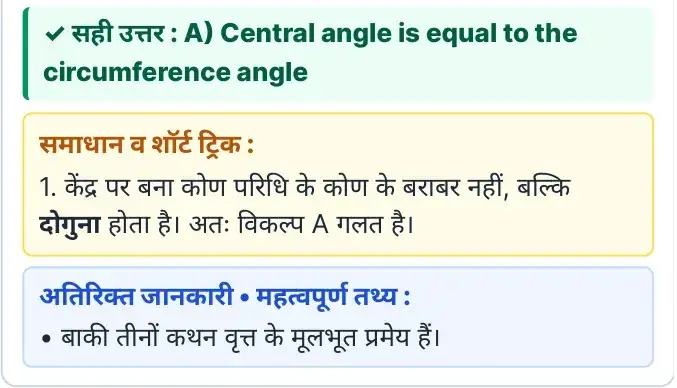 ✓ सही उत्तर : A) Central angle is equal to the
circumference angle
समाधान व शॉर्ट ट्रिक :
1. केंद्र पर बना कोण परिधि के कोण के बराबर नहीं, बल्कि
दोगुना होता है। अतः विकल्प A गलत है।
अतिरिक्त जानकारी • महत्वपूर्ण तथ्य :
• बाकी तीनों कथन वृत्त के मूलभूत प्रमेय हैं।